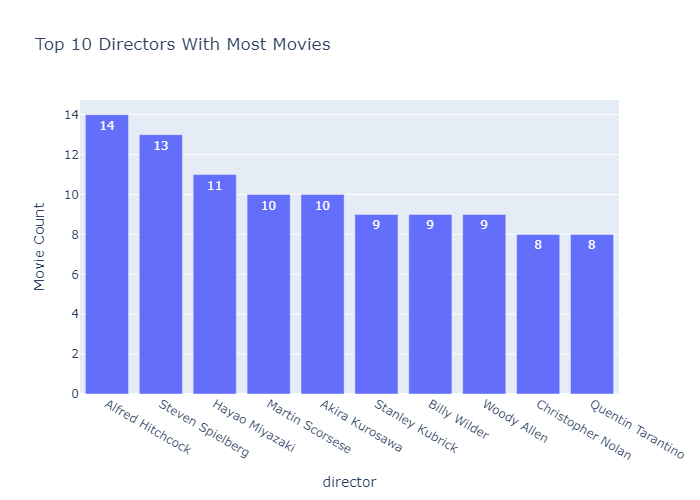 Top 10 Directors With Most Movies
Movie Count
14
12
10
8
6
4
2
0
14
13
11
10
10
9
9
9
8
8
Alfred Hitchcock
Steven Spielberg
Hayao Miyazaki
Martin Scorsese
Akira Kurosawa
Stanley Kubrick
Billy Wilder
Woody Allen
Christopher Nolan
Quentin Tarantino
director